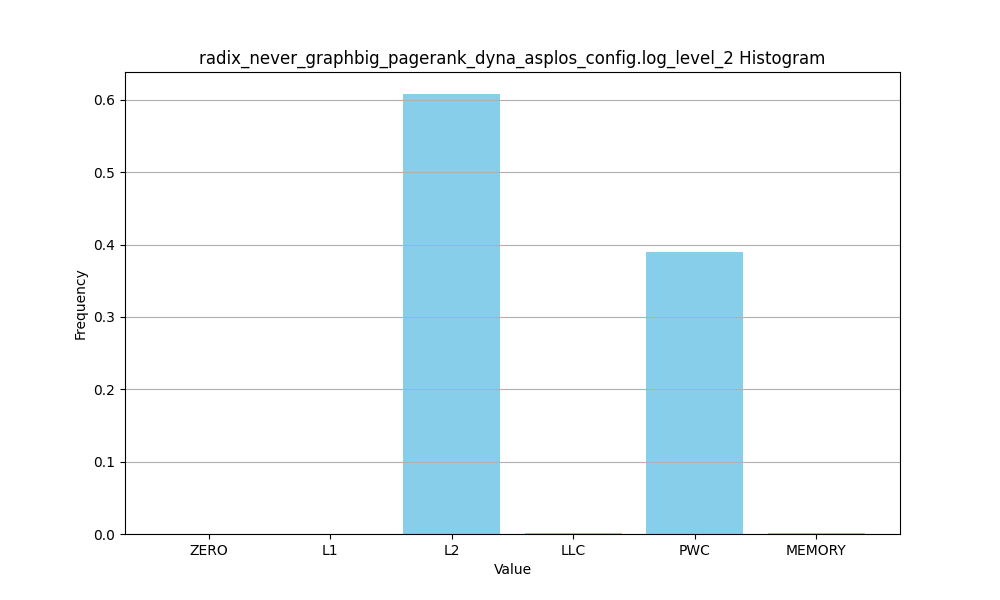 radix_never_graphbig_pagerank_dyna_asplos_config.log_level_2 Histogram
0.6
0.5
0.4
0.3
0.2
0.1
0.0
Frequency
ZERO L1 L2 LLC PWC MEMORY
Value